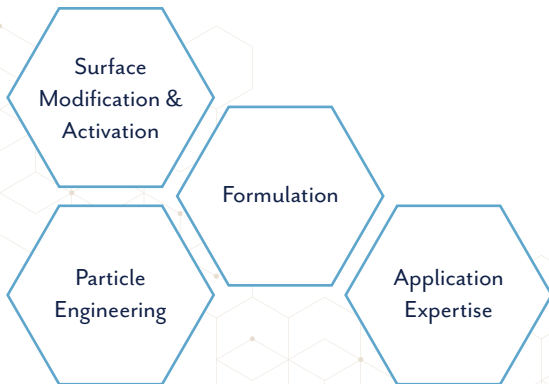 Surface
Modification &
Activation
Formulation
Particle
Engineering
Application
Expertise